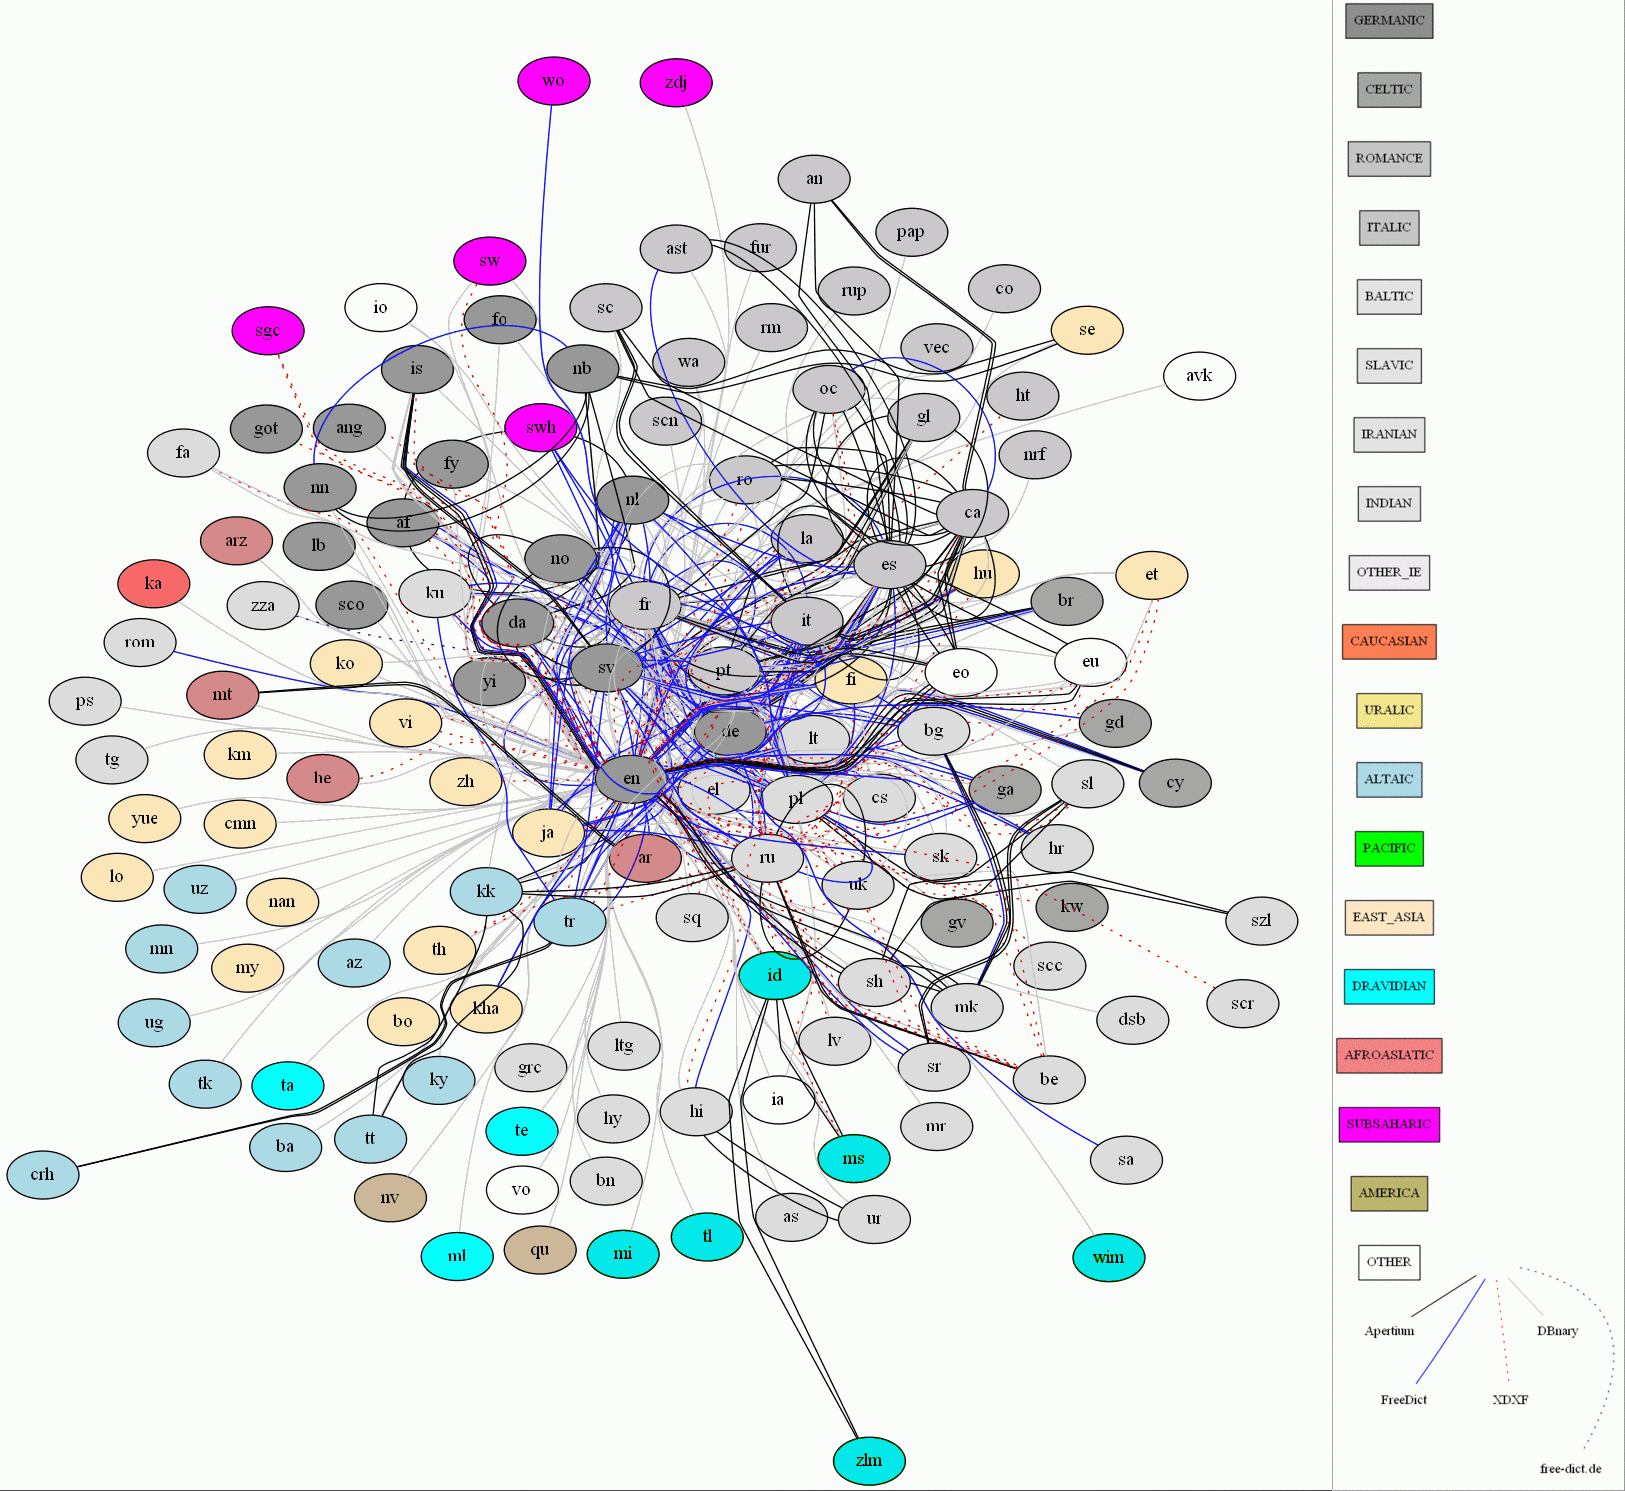 wo
zdj
an
pap
ast
fur
sw
rup
co
io
sc
fo
rm
se
sgc
vec
wa
is
nb
avk
oc
ht
gl
scn
swh
got
ang
nrf
fa
fy
ro
nn
nl
ca
af
la
arz
lb
no
es
hu
et
ka
ku
zza
sco
fr
br
it
da
rom
ko
sv
pt
eo
eu
fi
yi
mt
ps
vi
gd
de
lt
bg
km
tg
he
zh
en
el
pl
cs
ga
sl
cy
yue
cmn
ja
hr
ar
ru
sk
lo
uz
kk
uk
nan
kw
sq
tr
gv
szl
mn
th
az
my
scc
id
sh
scr
kha
mk
ug
bo
dsb
ltg
lv
grc
sr
tk
ta
ky
be
ia
hi
hy
mr
te
ba
tt
ms
sa
crh
bn
vo
nv
as
ur
tl
qu
mi
ml
wim
zlm
GERMANIC
CELTIC
ROMANCE
ITALIC
BALTIC
SLAVIC
IRANIAN
INDIAN
OTHER_IE
CAUCASIAN
URALIC
ALTAIC
PACIFIC
EAST_ASIA
DRAVIDIAN
AFROASIATIC
SUBSAHARIC
AMERICA
OTHER
Apertium
DBnary
FreeDict
XDXF
free-dict.de